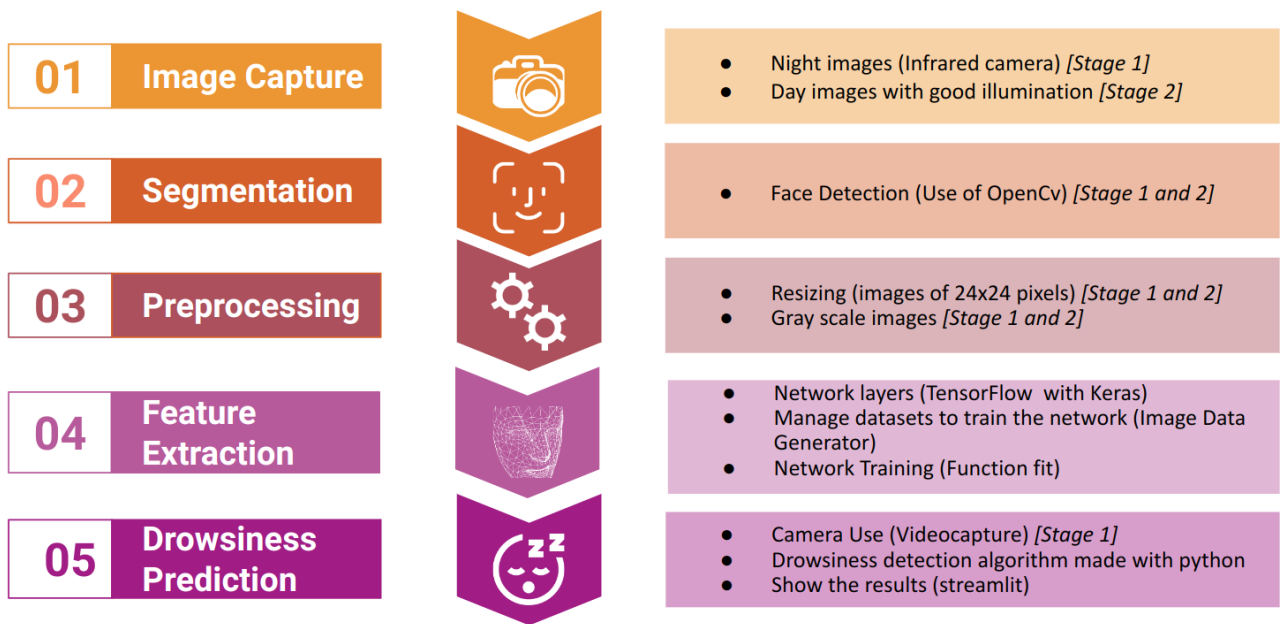 01
Image Capture
● Night images (Infrared camera) [Stage 1]
● Day images with good illumination [Stage 2]
02
Segmentation
● Face Detection (Use of OpenCv) [Stage 1 and 2]
03
Preprocessing
● Resizing (images of 24x24 pixels) [Stage 1 and 2]
● Gray scale images [Stage 1 and 2]
04
Feature
Extraction
● Network layers (TensorFlow with Keras)
● Manage datasets to train the network (Image Data
Generator)
● Network Training (Function fit)
05
Drowsiness
Prediction
z z
● Camera Use (Videocapture) [Stage 1]
● Drowsiness detection algorithm made with python
● Show the results (streamlit)